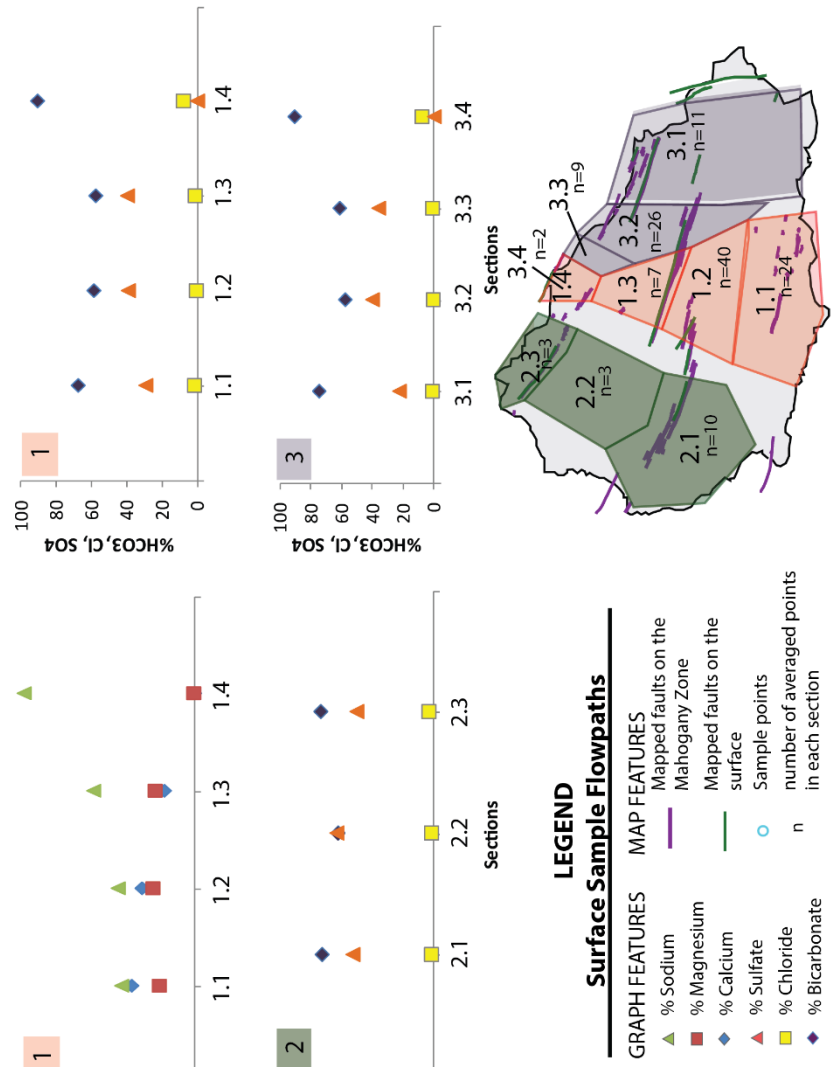 1
1.1
1.2
1.3
1.4
1
100
80
60
40
20
0
%HCO3, Cl, SO4
1.1
1.2
1.3
1.4
2
2.1
2.2
2.3
Sections
3
100
80
60
40
20
0
%HCO3, Cl, SO4
3.1
3.2
3.3
3.4
Sections
LEGEND
Surface Sample Flowpaths
GRAPH FEATURES
% Sodium
% Magnesium
% Calcium
% Sulfate
% Chloride
% Bicarbonate
MAP FEATURES
Mapped faults on the
Mahogany Zone
Mapped faults on the
surface
Sample points
n
number of averaged points
in each section
2.3
n=3
2.2
n=3
2.1
n=10
3.4
n=2
1.4
1.3
n=7
1.2
n=40
1.1
n=24
3.3
n=9
3.2
n=26
3.1
n=11